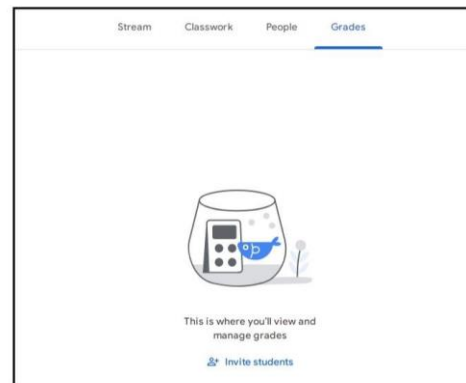 Stream Classwork People Grades
This is where you'll view and
manage grades
Invite students